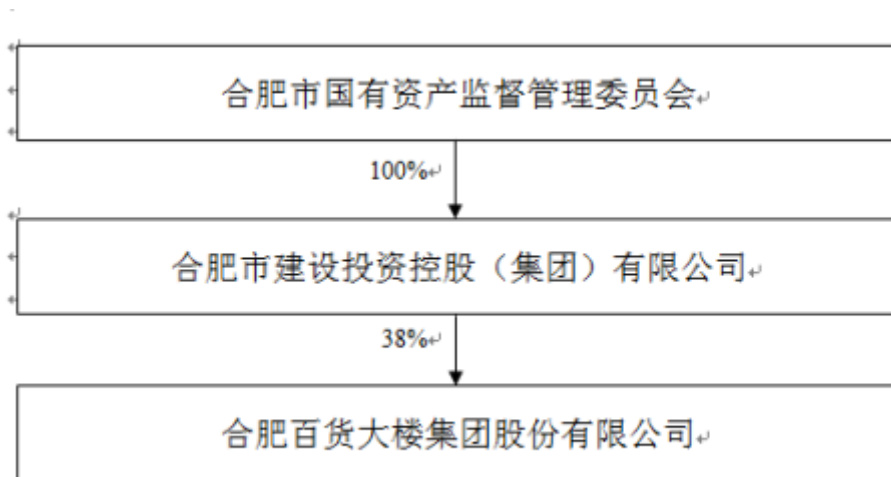 合肥市国有资产监督管理委员会
100%
合肥市建设投资控股（集团）有限公司
38%
合肥百货大楼集团股份有限公司